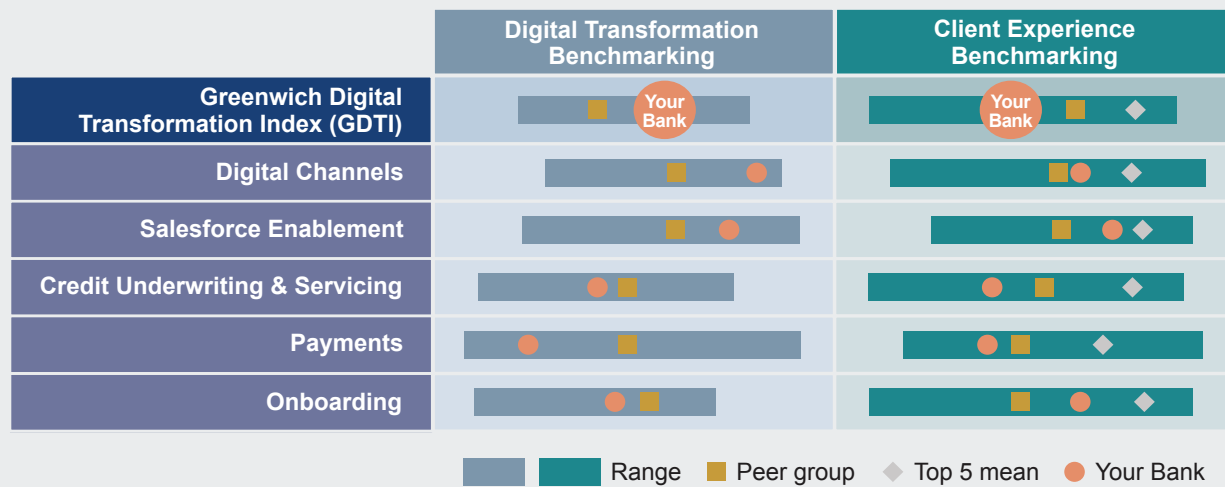 Digital Transformation
Benchmarking
Client Experience
Benchmarking
Greenwich Digital
Transformation Index (GDTI)
Your
Bank
Your
Bank
Digital Channels
Salesforce Enablement
Credit Underwriting & Servicing
Payments
Onboarding
Range
Peer group
Top 5 mean
Your Bank